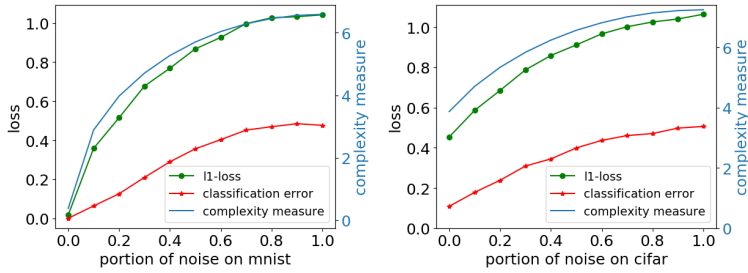 1.0
0.8
0.6
0.4
0.2
0.0
loss
6
4
2
0
complexity measure
l1-loss
classification error
complexity measure
0.0 0.2 0.4 0.6 0.8 1.0
portion of noise on mnist
1.0
0.8
0.6
0.4
0.2
0.0
loss
6
4
2
0
complexity measure
l1-loss
classification error
complexity measure
0.0 0.2 0.4 0.6 0.8 1.0
portion of noise on cifar